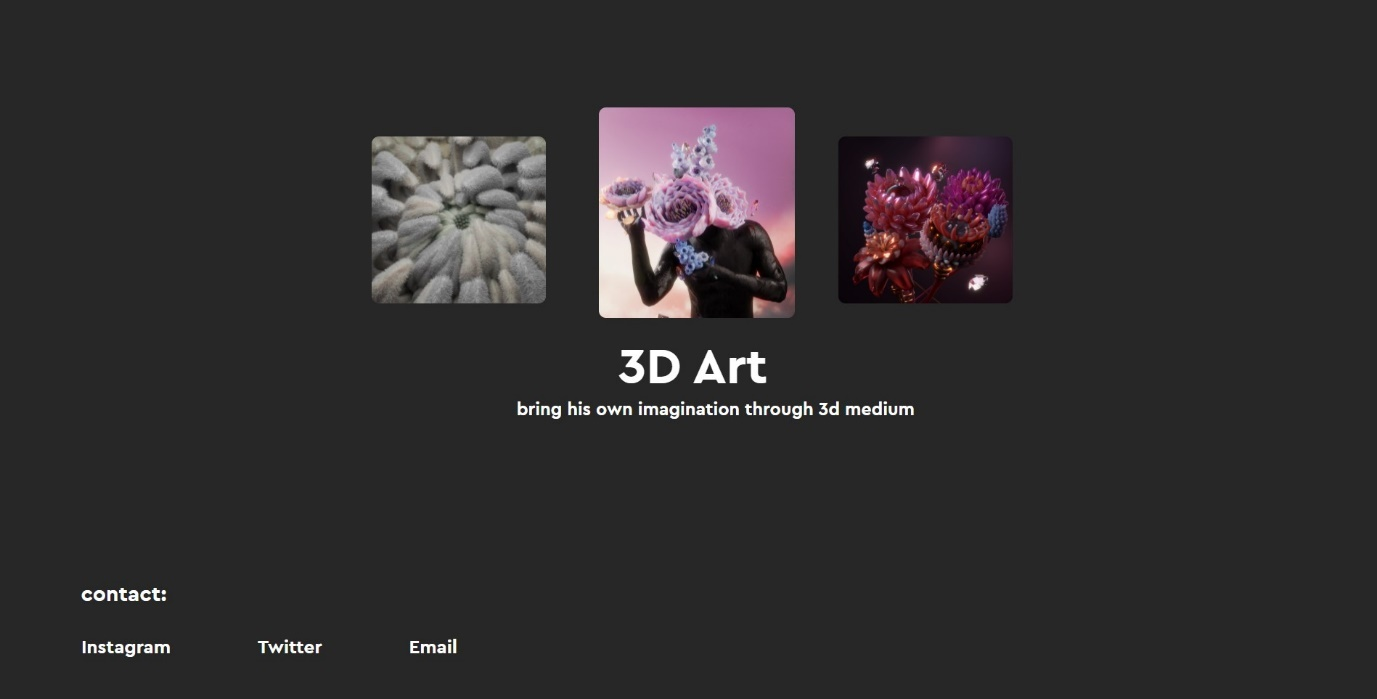 3D Art
bring his own imagination through 3d medium
contact:
Instagram Twitter Email